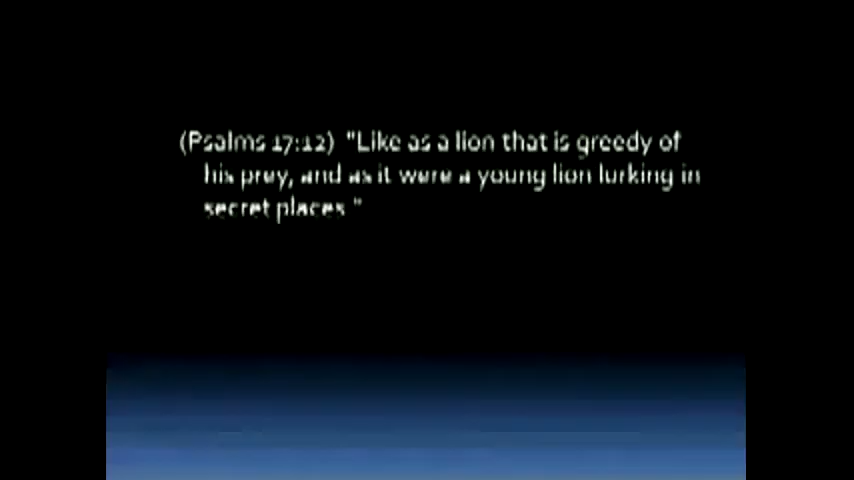 (Psalms 17:12) "Like as a lion that is greedy of
his prey, and as it were a young lion lurking in
secret places."